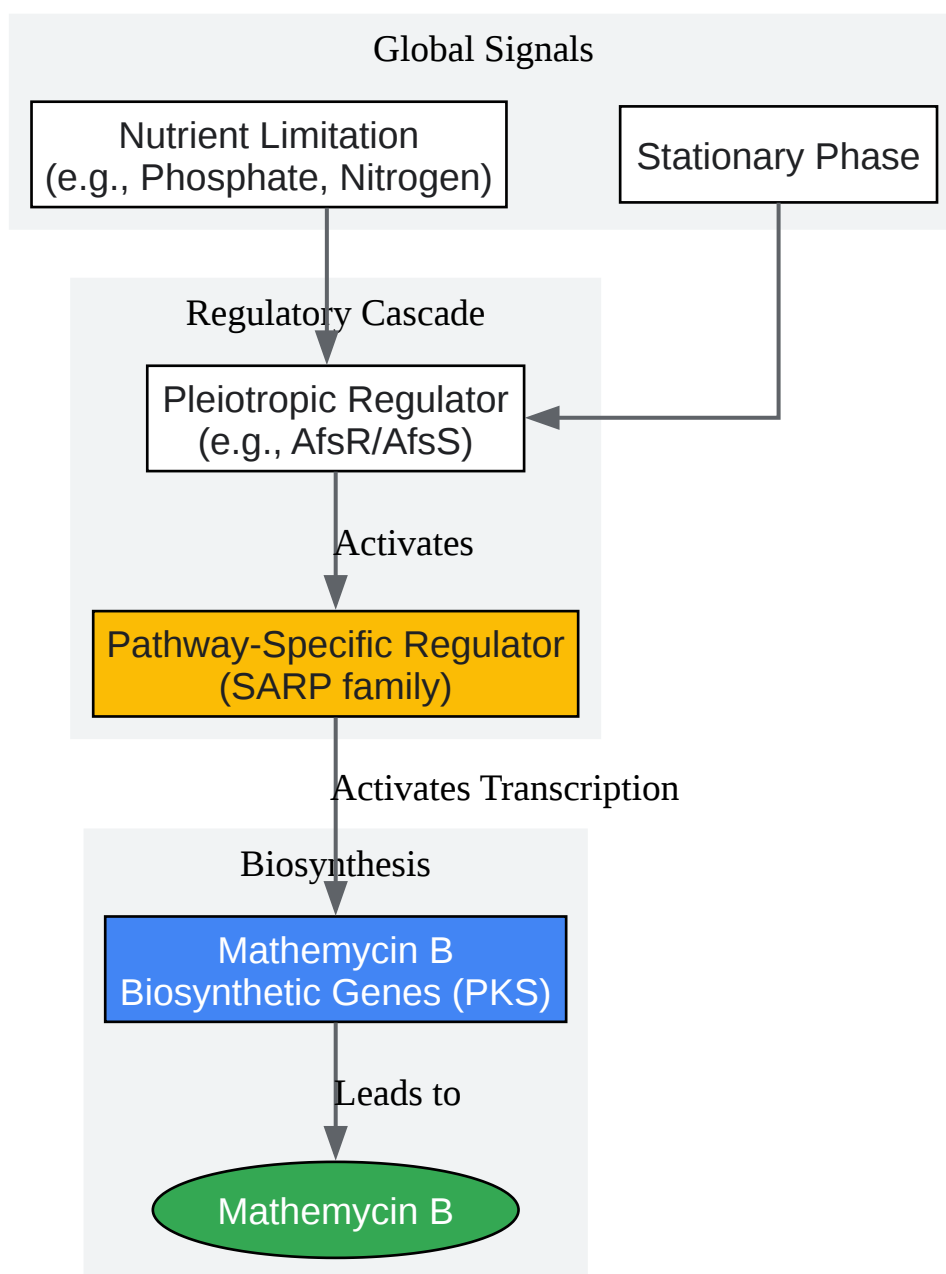 Global Signals
Nutrient Limitation
(e.g., Phosphate, Nitrogen)
Stationary Phase
Regulatory Cascade
Pleiotropic Regulator
(e.g., AfsR/AfsS)
Activates
Pathway-Specific Regulator
(SARP family)
Activates Transcription
Biosynthesis
Mathemycin B
Biosynthetic Genes (PKS)
Leads to
Mathemycin B